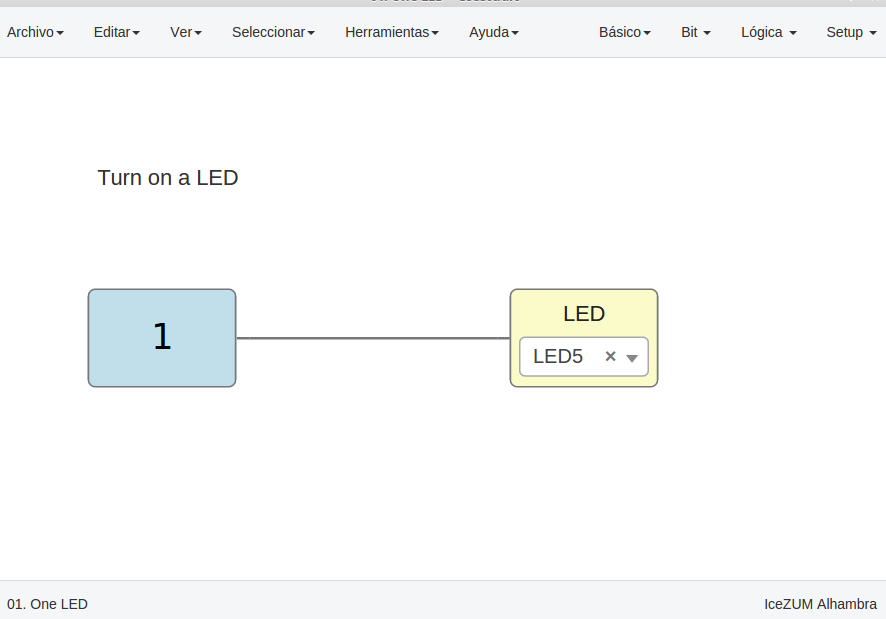 Archivo Editar Ver Seleccionar Herramientas Ayuda Básico Bit Lógica Setup
Turn on a LED
1
LED
LED5 ×
01. One LED
IceZUM Alhambra